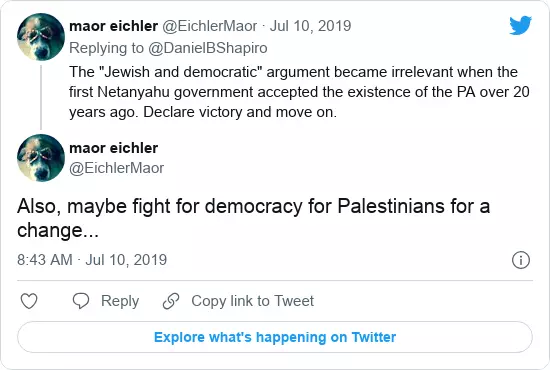 maor eichler @EichlerMaor · Jul 10, 2019
Replying to @DanielBShapiro
The "Jewish and democratic" argument became irrelevant when the
first Netanyahu government accepted the existence of the PA over 20
years ago. Declare victory and move on.
maor eichler
@EichlerMaor
Also, maybe fight for democracy for Palestinians for a
change...
8:43 AM · Jul 10, 2019
Reply
Copy link to Tweet
Explore what's happening on Twitter